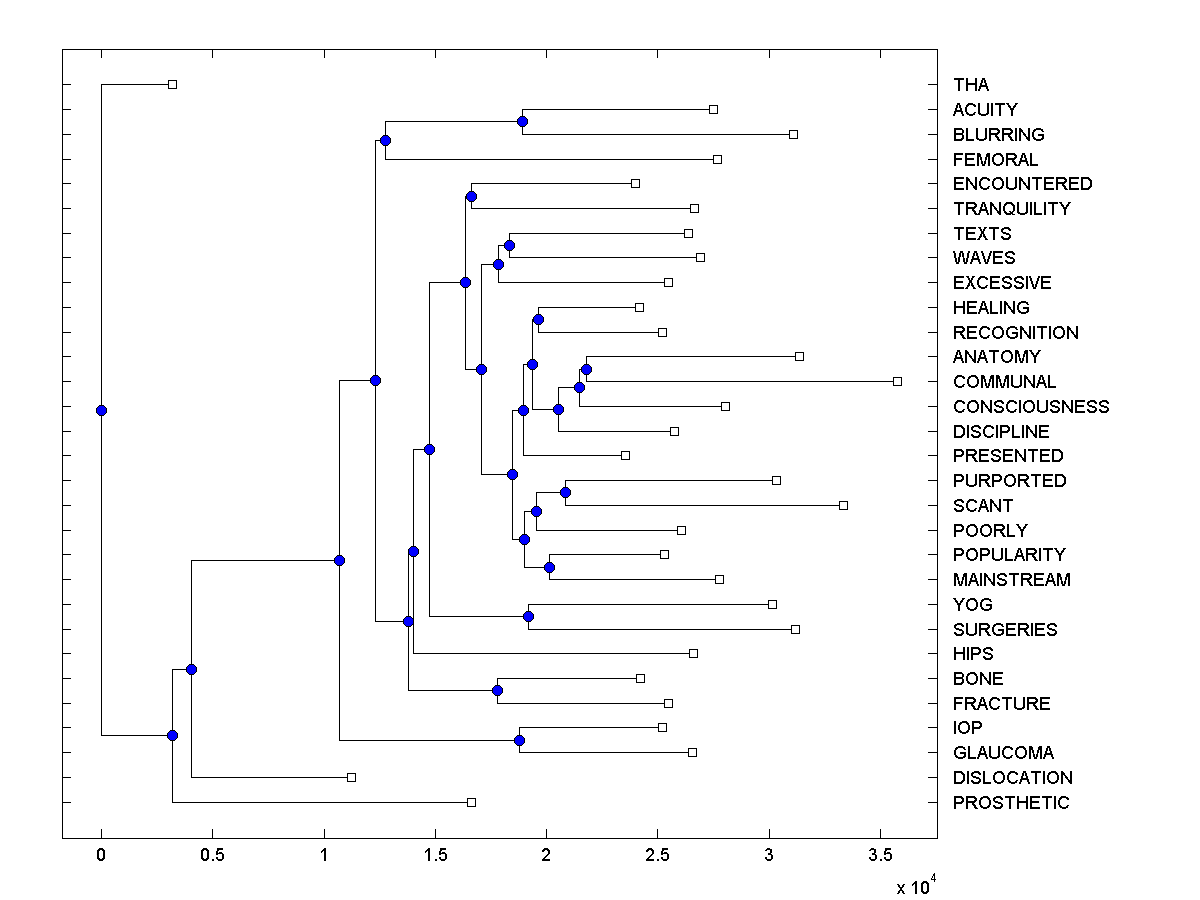 THA
ACUITY
BLURRING
FEMORAL
ENCOUNTERED
TRANQUILITY
TEXTS
WAVES
EXCESSIVE
HEALING
RECOGNITION
ANATOMY
COMMUNAL
CONSCIOUSNESS
DISCIPLINE
PRESENTED
PURPORTED
SCANT
POORLY
POPULARITY
MAINSTREAM
YOG
SURGERIES
HIPS
BONE
FRACTURE
IOP
GLAUCOMA
DISLOCATION
PROSTHETIC
0 0.5 1 1.5 2 2.5 3 3.5
x 10^4